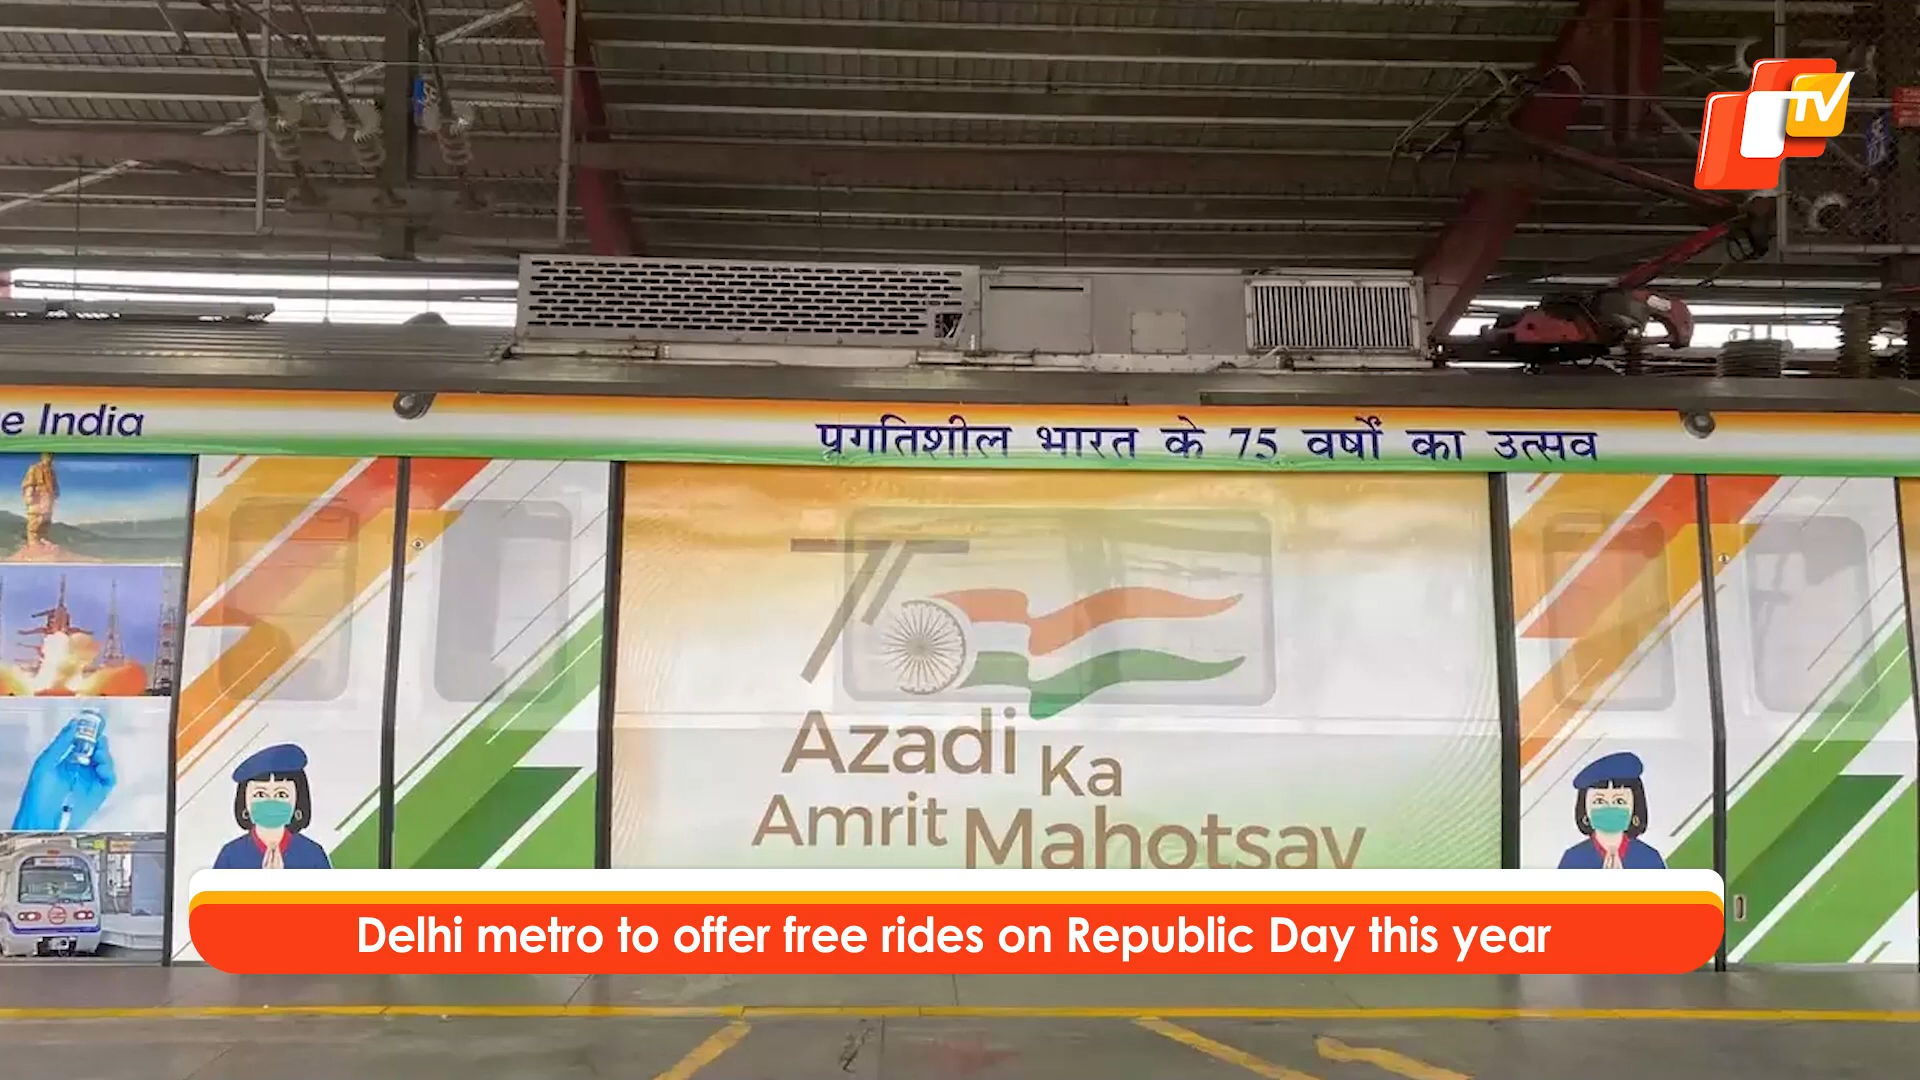 TV
e India
प्रगतिशील भारत के 75 वर्षों का उत्सव
75
Azadi Ka
Amrit Mahotsav
Delhi metro to offer free rides on Republic Day this year